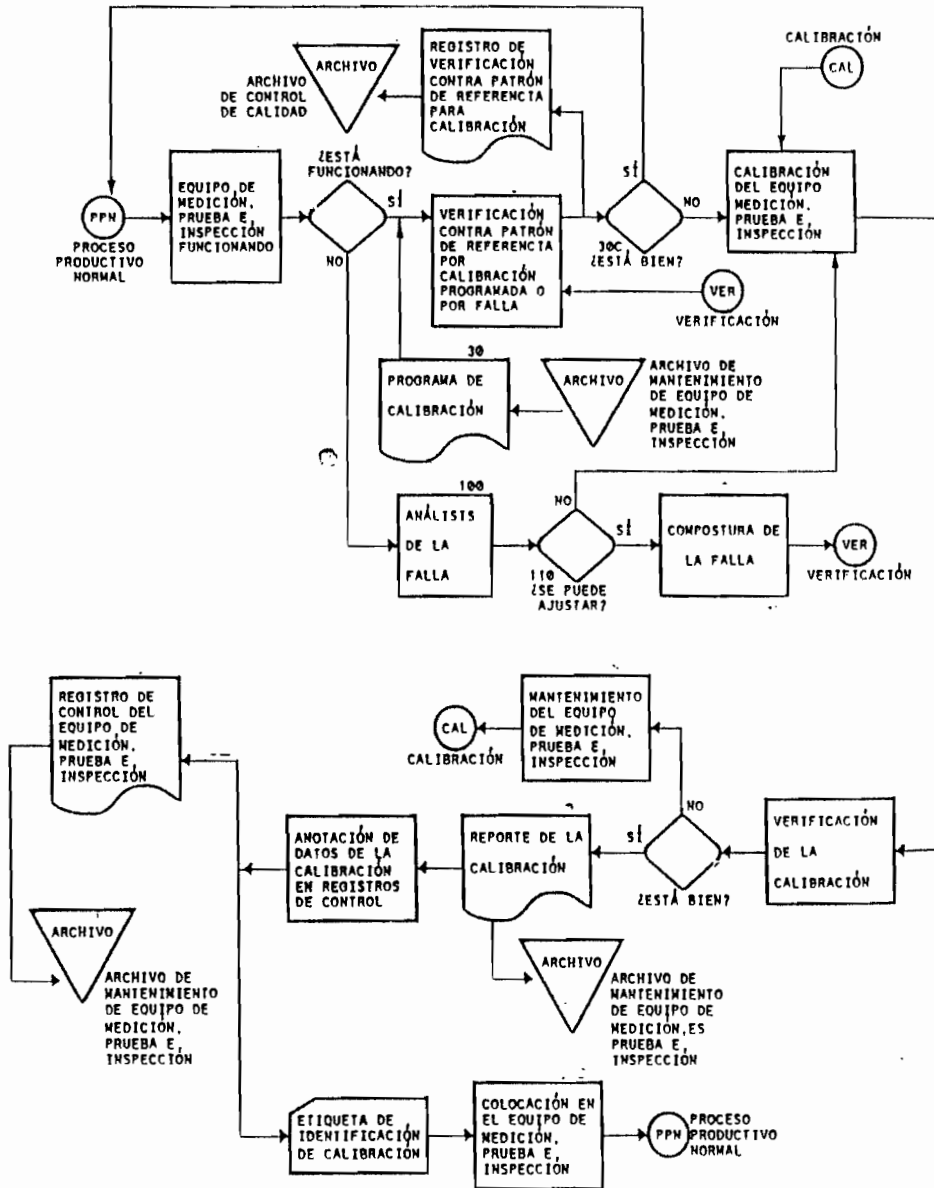 CALIBRACIÓN
CAL
ARCHIVO
ARCHIVO
DE CONTROL
DE CALIDAD
REGISTRO DE
VERIFICACIÓN
CONTRA PATRÓN
DE REFERENCIA
PARA
CALIBRACIÓN
PPN
PROCESO
PRODUCTIVO
NORMAL
EQUIPO DE
MEDICIÓN,
PRUEBA E,
INSPECCIÓN
FUNCIONANDO
¿ESTÁ
FUNCIONANDO?
SÍ
NO
VERIFICACIÓN
CONTRA PATRÓN
DE REFERENCIA
POR
CALIBRACIÓN
PROGRAMADA O
POR FALLA
SÍ
NO
30C
¿ESTÁ BIEN?
CALIBRACIÓN
DEL EQUIPO
MEDICIÓN,
PRUEBA E,
INSPECCIÓN
VER
VERIFICACIÓN
30
PROGRAMA DE
CALIBRACIÓN
ARCHIVO
ARCHIVO DE
MANTENIMIENTO
DE EQUIPO DE
MEDICIÓN,
PRUEBA E,
INSPECCIÓN
100
ANÁLISIS
DE LA
FALLA
NO
SÍ
110
¿SE PUEDE
AJUSTAR?
COMPOSTURA DE
LA FALLA
VER
VERIFICACIÓN
REGISTRO DE
CONTROL DEL
EQUIPO DE
MEDICIÓN,
PRUEBA E,
INSPECCIÓN
CAL
CALIBRACIÓN
MANTENIMIENTO
DEL EQUIPO
DE MEDICIÓN,
PRUEBA E,
INSPECCIÓN
NO
SÍ
¿ESTÁ BIEN?
VERIFICACIÓN
DE LA
CALIBRACIÓN
REPORTE DE LA
CALIBRACIÓN
ANOTACIÓN DE
DATOS DE LA
CALIBRACIÓN
EN REGISTROS
DE CONTROL
ARCHIVO
ARCHIVO DE
MANTENIMIENTO
DE EQUIPO DE
MEDICIÓN,
PRUEBA E,
INSPECCIÓN
ARCHIVO
ARCHIVO DE
MANTENIMIENTO
DE EQUIPO DE
MEDICIÓN,ES
PRUEBA E,
INSPECCIÓN
ETIQUETA DE
IDENTIFICACIÓN
DE CALIBRACIÓN
COLOCACIÓN EN
EL EQUIPO DE
MEDICIÓN,
PRUEBA E,
INSPECCIÓN
PPN
PROCESO
PRODUCTIVO
NORMAL